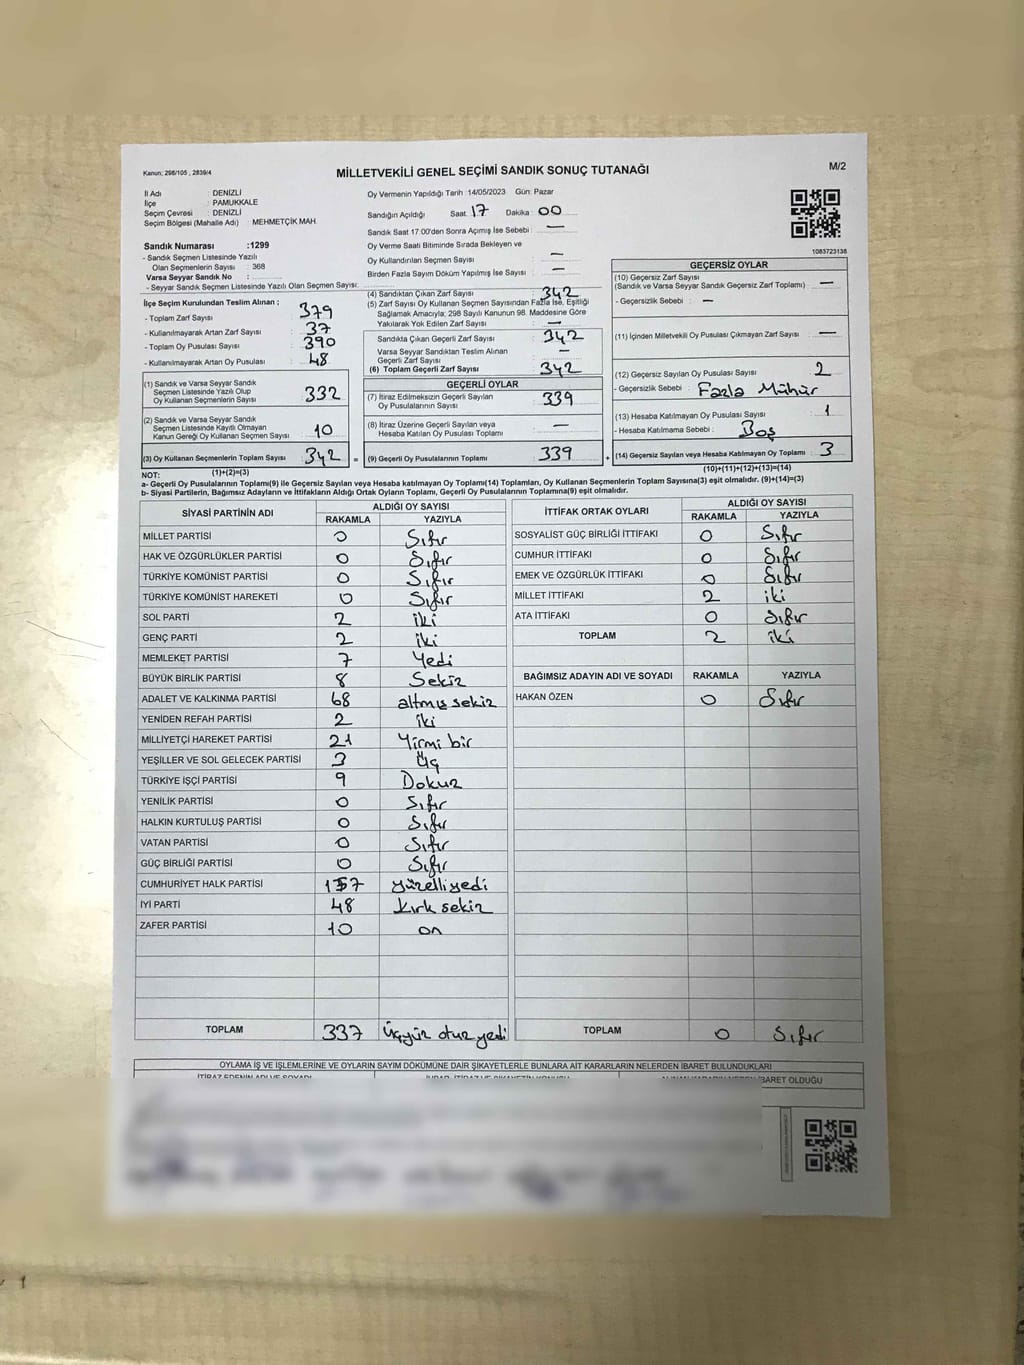 Kanun; 298/105 , 2839/4
MİLLETVEKİLİ GENEL SEÇİMİ SANDIK SONUÇ TUTANAĞI
M/2
İl Adı : DENİZLİ
İlçe : PAMUKKALE
Seçim Çevresi : DENİZLİ
Seçim Bölgesi (Mahalle Adı) : MEHMETÇİK MAH.
Sandık Numarası :1299
- Sandık Seçmen Listesinde Yazılı
Olan Seçmenlerin Sayısı : 368
Varsa Seyyar Sandık No :
- Seyyar Sandık Seçmen Listesinde Yazılı Olan Seçmen Sayısı:
Oy Vermenin Yapıldığı Tarih :14/05/2023 Gün: Pazar
Sandığın Açıldığı Saat: 17 Dakika : 00
Sandık Saat 17:00'den Sonra Açımış İse Sebebi : —
Oy Verme Saati Bitiminde Sırada Bekleyen ve
Oy Kullandırılan Seçmen Sayısı : —
Birden Fazla Sayım Döküm Yapılmış İse Sayısı : —
1083723138
İlçe Seçim Kurulundan Teslim Alınan ;
- Toplam Zarf Sayısı : 379
- Kullanılmayarak Artan Zarf Sayısı : 37
- Toplam Oy Pusulası Sayısı : 390
- Kullanılmayarak Artan Oy Pusulası : 48
(1) Sandık ve Varsa Seyyar Sandık
Seçmen Listesinde Yazılı Olup
Oy Kullanan Seçmenlerin Sayısı : 332
(2) Sandık ve Varsa Seyyar Sandık
Seçmen Listesinde Kayıtlı Olmayan
Kanun Gereği Oy Kullanan Seçmen Sayısı : 10
(3) Oy Kullanan Seçmenlerin Toplam Sayısı : 342 =
(4) Sandıktan Çıkan Zarf Sayısı : 342
(5) Zarf Sayısı Oy Kullanan Seçmen Sayısından Fazla İse, Eşitliği
Sağlamak Amacıyla; 298 Sayılı Kanunun 98. Maddesine Göre
Yakılarak Yok Edilen Zarf Sayısı : —
Sandıkta Çıkan Geçerli Zarf Sayısı : 342
Varsa Seyyar Sandıktan Teslim Alınan
Geçerli Zarf Sayısı : —
(6) Toplam Geçerli Zarf Sayısı : 342
GEÇERLİ OYLAR
(7) İtiraz Edilmeksizin Geçerli Sayılan
Oy Pusulalarının Sayısı : 339
(8) İtiraz Üzerine Geçerli Sayılan veya
Hesaba Katılan Oy Pusulası Toplamı : —
(9) Geçerli Oy Pusulalarının Toplamı : 339 +
GEÇERSİZ OYLAR
(10) Geçersiz Zarf Sayısı
(Sandık ve Varsa Seyyar Sandık Geçersiz Zarf Toplamı) : —
- Geçersizlik Sebebi : —
(11) İçinden Milletvekili Oy Pusulası Çıkmayan Zarf Sayısı : —
(12) Geçersiz Sayılan Oy Pusulası Sayısı : 2
- Geçersizlik Sebebi : Fazla Mühür
(13) Hesaba Katılmayan Oy Pusulası Sayısı : 1
- Hesaba Katılmama Sebebi : Boş
(14) Geçersiz Sayılan veya Hesaba Katılmayan Oy Toplamı : 3
NOT: (1)+(2)=(3) (10)+(11)+(12)+(13)=(14)
a- Geçerli Oy Pusulalarının Toplamı(9) ile Geçersiz Sayılan veya Hesaba katılmayan Oy Toplamı(14) Toplamları, Oy Kullanan Seçmenlerin Toplam Sayısına(3) eşit olmalıdır. (9)+(14)=(3)
b- Siyasi Partilerin, Bağımsız Adayların ve İttifakların Aldığı Ortak Oyların Toplamı, Geçerli Oy Pusulalarının Toplamına(9) eşit olmalıdır.
SİYASİ PARTİNİN ADI ALDIĞI OY SAYISI
RAKAMLA YAZIYLA
MİLLET PARTİSİ 0 Sıfır
HAK VE ÖZGÜRLÜKLER PARTİSİ 0 Sıfır
TÜRKİYE KOMÜNİST PARTİSİ 0 Sıfır
TÜRKİYE KOMÜNİST HAREKETİ 0 Sıfır
SOL PARTİ 2 iki
GENÇ PARTİ 2 iki
MEMLEKET PARTİSİ 7 Yedi
BÜYÜK BİRLİK PARTİSİ 8 Sekiz
ADALET VE KALKINMA PARTİSİ 68 altmış sekiz
YENİDEN REFAH PARTİSİ 2 iki
MİLLİYETÇİ HAREKET PARTİSİ 21 Yirmi bir
YEŞİLLER VE SOL GELECEK PARTİSİ 3 Üç
TÜRKİYE İŞÇİ PARTİSİ 9 Dokuz
YENİLİK PARTİSİ 0 Sıfır
HALKIN KURTULUŞ PARTİSİ 0 Sıfır
VATAN PARTİSİ 0 Sıfır
GÜÇ BİRLİĞİ PARTİSİ 0 Sıfır
CUMHURİYET HALK PARTİSİ 157 yüzelliyedi
İYİ PARTİ 48 kırk sekiz
ZAFER PARTİSİ 10 on
TOPLAM 337 Üçyüz otuz yedi
İTTİFAK ORTAK OYLARI ALDIĞI OY SAYISI
RAKAMLA YAZIYLA
SOSYALİST GÜÇ BİRLİĞİ İTTİFAKI 0 Sıfır
CUMHUR İTTİFAKI 0 Sıfır
EMEK VE ÖZGÜRLÜK İTTİFAKI 0 Sıfır
MİLLET İTTİFAKI 2 iki
ATA İTTİFAKI 0 Sıfır
TOPLAM 2 iki
BAĞIMSIZ ADAYIN ADI VE SOYADI RAKAMLA YAZIYLA
HAKAN ÖZEN 0 Sıfır
TOPLAM 0 Sıfır
OYLAMA İŞ VE İŞLEMLERİNE VE OYLARIN SAYIM DÖKÜMÜNE DAİR ŞİKAYETLERLE BUNLARA AİT KARARLARIN NELERDEN İBARET BULUNDUKLARI
İTİRAZ EDENİN ADI VE SOYADI
İBARET OLDUĞU